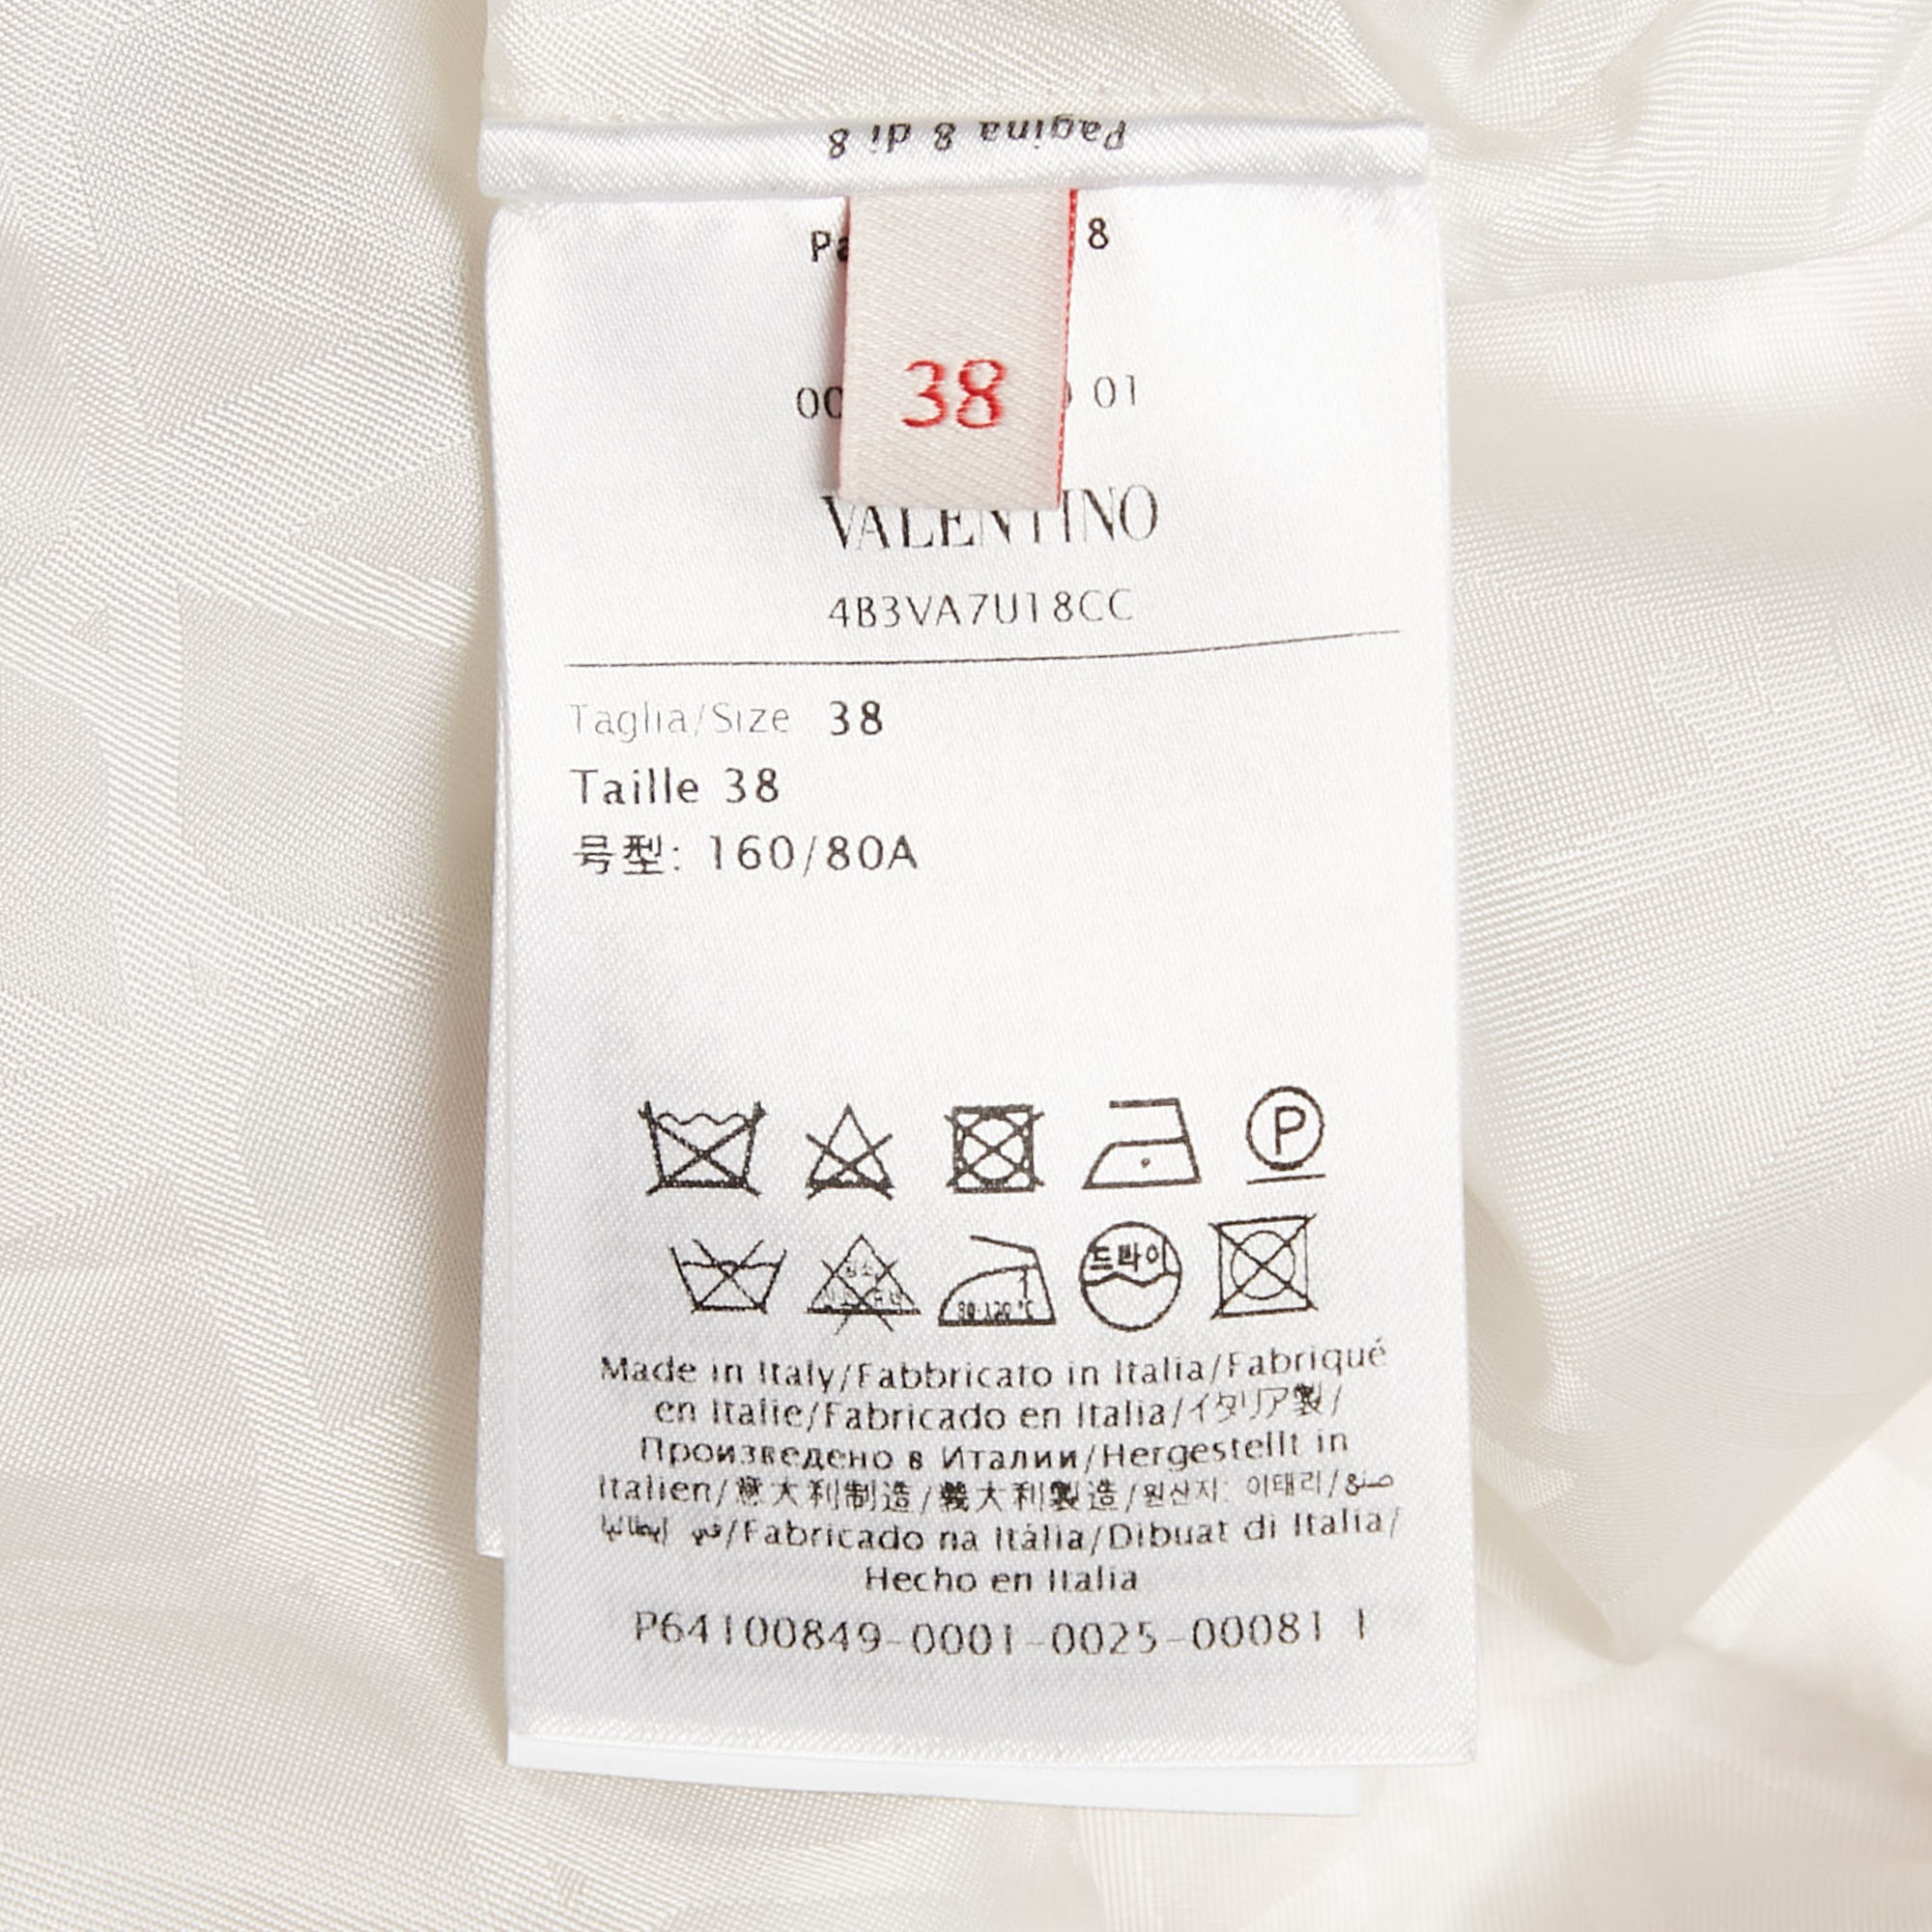 Pagina 8 di 8
8
38
01
VALENTINO
4B3VA7U18CC
Taglia/Size 38
Taille 38
号型: 160/80A
P
드라이
80-120°C
Made in Italy/Fabbricato in Italia/Fabriqué
en Italie/Fabricado en Italia/イタリア製/
Произведено в Италии/Hergestellt in
Italien/意大利制造/義大利製造/원산지: 이태리/صنع
في إيطاليا/Fabricado na Itália/Dibuat di Italia/
Hecho en Italia
P64100849-0001-0025-00081 1